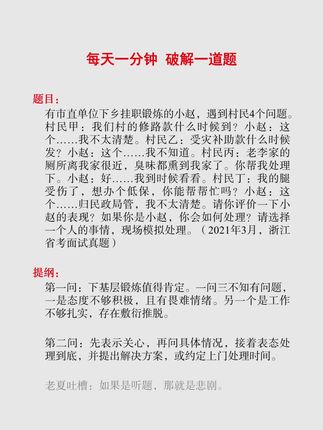 每天一分钟 破解一道题
题目：
有市直单位下乡挂职锻炼的小赵，遇到村民4个问题。
村民甲：我们村的修路款什么时候到？小赵：这
个……我不太清楚。村民乙：受灾补助款什么时候
发？小赵：这个……我不知道。村民丙：老李家的
厕所离我家很近，臭味都熏到我家了。你帮我处理
下。小赵：好……我到时候看看。村民丁：我的腿
受伤了，想办个低保，你能帮帮忙吗？小赵：这
个……归民政局管，我不太清楚。请你评价一下小
赵的表现？如果你是小赵，你会如何处理？请选择
一个人的事情，现场模拟处理。（2021年3月，浙江
省考面试真题）
提纲：
第一问：下基层锻炼值得肯定。一问三不知有问题，
一是态度不够积极，且有畏难情绪。另一个是工作
不够扎实，存在敷衍推脱。
第二问：先表示关心，再问具体情况，接着表态处
理到底，并提出解决方案，或约定上门处理时间。
老夏吐槽：如果是听题，那就是悲剧。